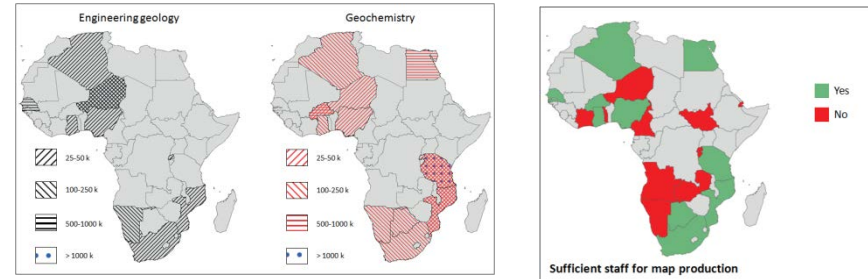 Engineering geology
25-50 k
100-250 k
500-1000 k
> 1000 k
Geochemistry
25-50 k
100-250 k
500-1000 k
> 1000 k
Yes
No
Sufficient staff for map production